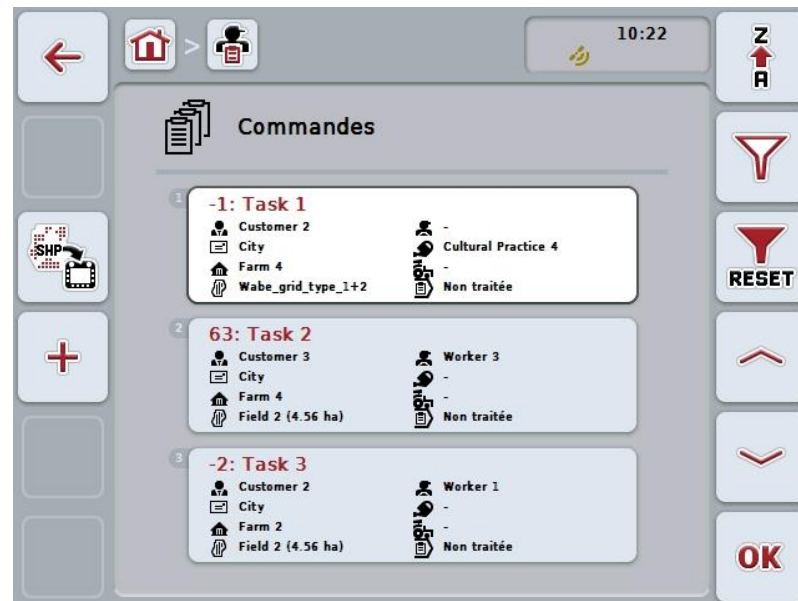 >
10:22
Z
A
Commandes
SHP
RESET
OK
1
-1: Task 1
Customer 2
-
City
Cultural Practice 4
Farm 4
-
Wabe_grid_type_1+2
Non traitée
2
63: Task 2
Customer 3
Worker 3
City
-
Farm 4
-
Field 2 (4.56 ha)
Non traitée
3
-2: Task 3
Customer 2
Worker 1
City
-
Farm 2
-
Field 2 (4.56 ha)
Non traitée